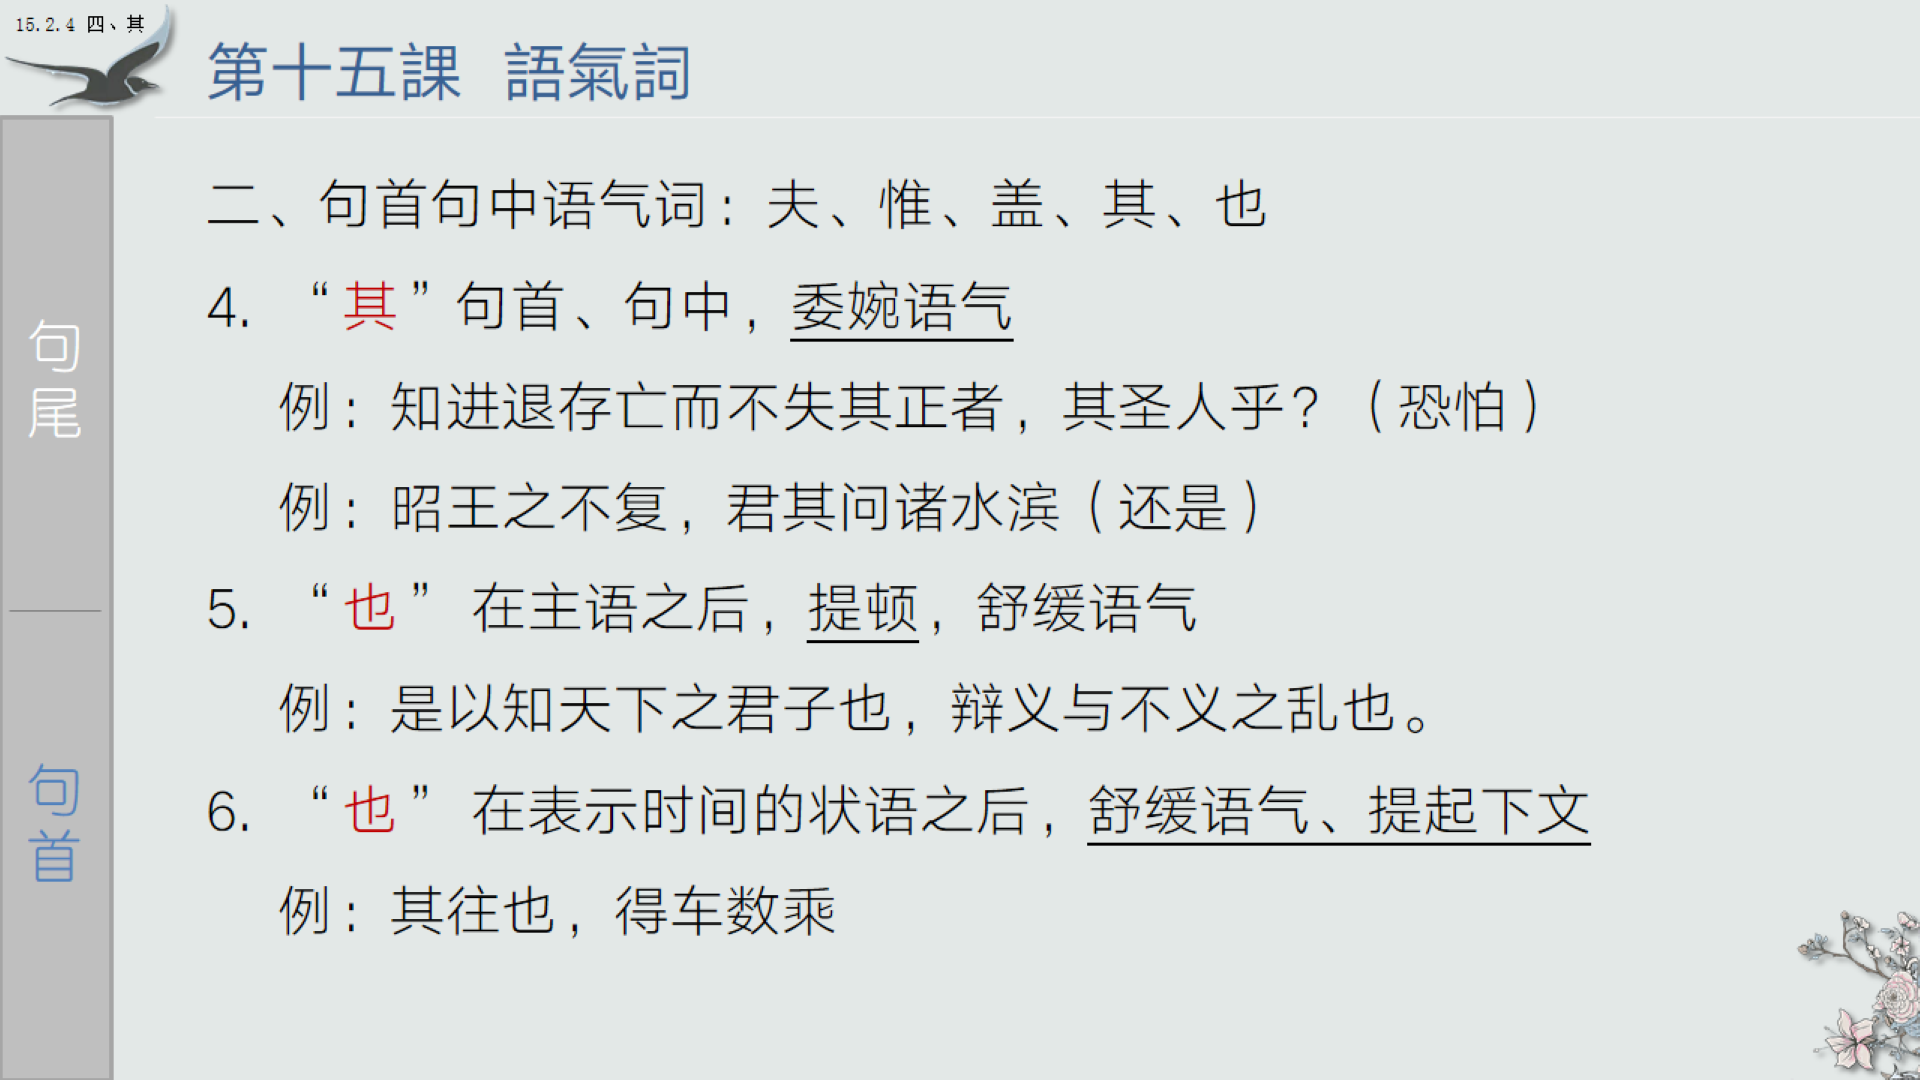 15.2.4 四、其
第十五課 語氣詞
句尾
句首
二、句首句中语气词：夫、惟、盖、其、也
4. “其”句首、句中，委婉语气
例：知进退存亡而不失其正者，其圣人乎？（恐怕）
例：昭王之不复，君其问诸水滨（还是）
5. “也” 在主语之后，提顿，舒缓语气
例：是以知天下之君子也，辩义与不义之乱也。
6. “也” 在表示时间的状语之后，舒缓语气、提起下文
例：其往也，得车数乘